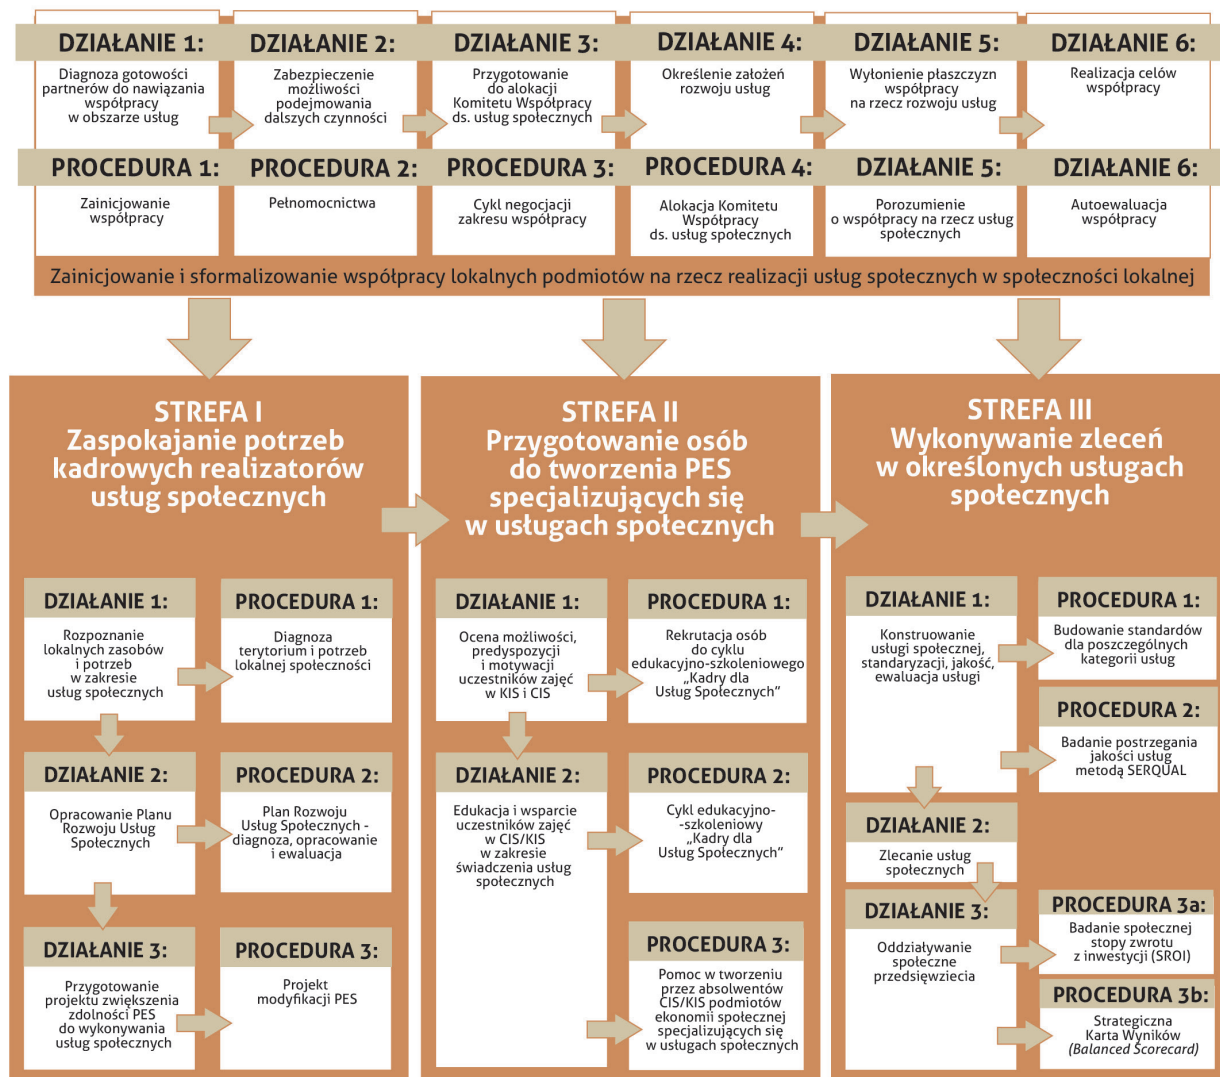 DZIAŁANIE 1:
Diagnoza gotowości
partnerów do nawiązania
współpracy
w obszarze usług
DZIAŁANIE 2:
Zabezpieczenie
możliwości
podejmowania
dalszych czynności
DZIAŁANIE 3:
Przygotowanie
do alokacji
Komitetu Współpracy
ds. usług społecznych
DZIAŁANIE 4:
Określenie założeń
rozwoju usług
DZIAŁANIE 5:
Wyłonienie płaszczyzn
współpracy
na rzecz rozwoju usług
DZIAŁANIE 6:
Realizacja celów
współpracy
PROCEDURA 1:
Zainicjowanie
współpracy
PROCEDURA 2:
Pełnomocnictwa
PROCEDURA 3:
Cykl negocjacji
zakresu współpracy
PROCEDURA 4:
Alokacja Komitetu
Współpracy
ds. usług społecznych
DZIAŁANIE 5:
Porozumienie
o współpracy na rzecz usług
społecznych
DZIAŁANIE 6:
Autoewaluacja
współpracy
Zainicjowanie i sformalizowanie współpracy lokalnych podmiotów na rzecz realizacji usług społecznych w społeczności lokalnej
STREFA I
Zaspokajanie potrzeb
kadrowych realizatorów
usług społecznych
DZIAŁANIE 1:
Rozpoznanie
lokalnych zasobów
i potrzeb
w zakresie
usług społecznych
PROCEDURA 1:
Diagnoza
terytorium i potrzeb
lokalnej społeczności
DZIAŁANIE 2:
Opracowanie Planu
Rozwoju Usług
Społecznych
PROCEDURA 2:
Plan Rozwoju
Usług Społecznych -
diagnoza, opracowanie
i ewaluacja
DZIAŁANIE 3:
Przygotowanie
projektu zwiększenia
zdolności PES
do wykonywania
usług społecznych
PROCEDURA 3:
Projekt
modyfikacji PES
STREFA II
Przygotowanie osób
do tworzenia PES
specjalizujących się
w usługach społecznych
DZIAŁANIE 1:
Ocena możliwości,
predyspozycji
i motywacji
uczestników zajęć
w KIS i CIS
PROCEDURA 1:
Rekrutacja osób
do cyklu
edukacyjno-szkoleniowego
„Kadry dla
Usług Społecznych”
DZIAŁANIE 2:
Edukacja i wsparcie
uczestników zajęć
w CIS/KIS
w zakresie
świadczenia usług
społecznych
PROCEDURA 2:
Cykl edukacyjno-
-szkoleniowy
„Kadry dla
Usług Społecznych”
PROCEDURA 3:
Pomoc w tworzeniu
przez absolwentów
CIS/KIS podmiotów
ekonomii społecznej
specjalizujących się
w usługach społecznych
STREFA III
Wykonywanie zleceń
w określonych usługach
społecznych
DZIAŁANIE 1:
Konstruowanie
usługi społecznej,
standaryzacji, jakość,
ewaluacja usługi
PROCEDURA 1:
Budowanie standardów
dla poszczególnych
kategorii usług
PROCEDURA 2:
Badanie postrzegania
jakości usług
metodą SERQUAL
DZIAŁANIE 2:
Zlecanie usług
społecznych
DZIAŁANIE 3:
Oddziaływanie
społeczne
przedsięwziecia
PROCEDURA 3a:
Badanie społecznej
stopy zwrotu
z inwestycji (SROI)
PROCEDURA 3b:
Strategiczna
Karta Wyników
(Balanced Scorecard)